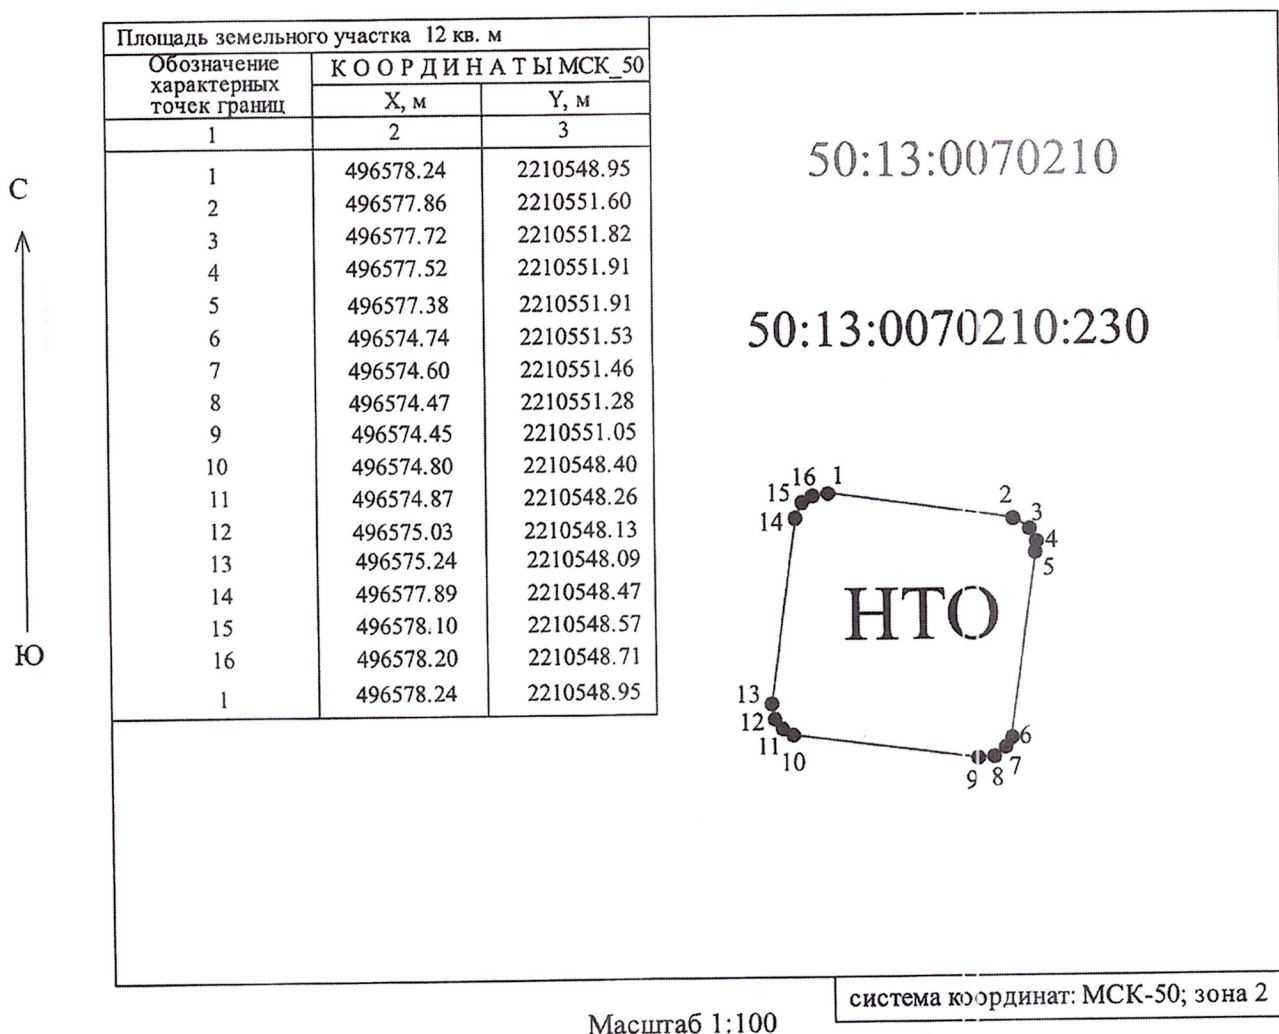 Площадь земельного участка 12 кв. м
Обозначение характерных точек границ
КООРДИНАТЫ МСК_50
X, м Y, м
1 2 3
1 496578.24 2210548.95
2 496577.86 2210551.60
3 496577.72 2210551.82
4 496577.52 2210551.91
5 496577.38 2210551.91
6 496574.74 2210551.53
7 496574.60 2210551.46
8 496574.47 2210551.28
9 496574.45 2210551.05
10 496574.80 2210548.40
11 496574.87 2210548.26
12 496575.03 2210548.13
13 496575.24 2210548.09
14 496577.89 2210548.47
15 496578.10 2210548.57
16 496578.20 2210548.71
1 496578.24 2210548.95
С
Ю
50:13:0070210
50:13:0070210:230
16 1
15
14
2
3
4
5
НТО
13
12
11
10
9 8 7 6
система координат: МСК-50; зона 2
Масштаб 1:100